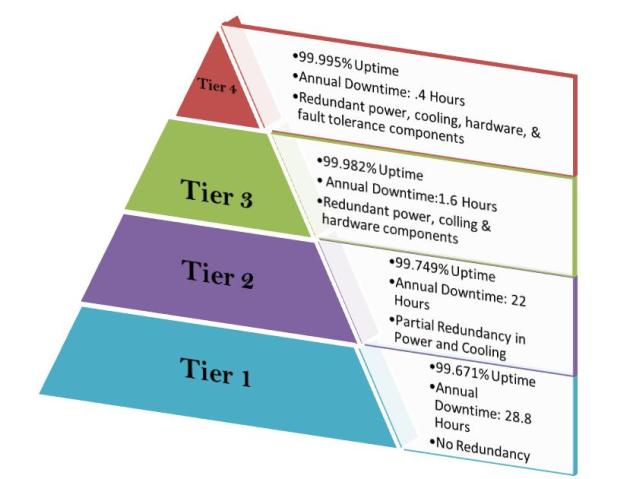 Tier 4
•99.995% Uptime
•Annual Downtime: .4 Hours
•Redundant power, cooling, hardware, &
fault tolerance components
Tier 3
•99.982% Uptime
• Annual Downtime:1.6 Hours
•Redundant power, colling &
hardware components
Tier 2
•99.749% Uptime
•Annual Downtime: 22
Hours
•Partial Redundancy in
Power and Cooling
Tier 1
•99.671% Uptime
•Annual
Downtime: 28.8
Hours
•No Redundancy